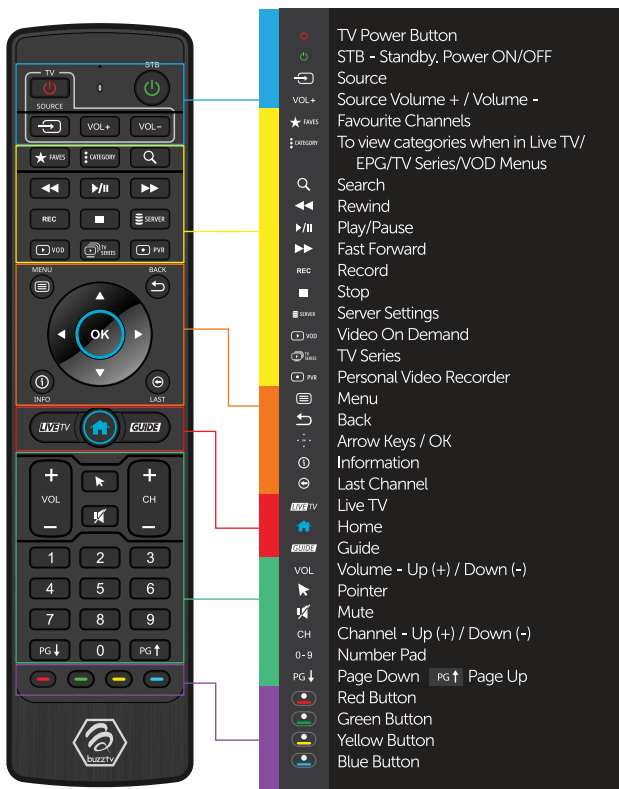 TV
STB
SOURCE
VOL+
VOL-
FAVES
CATEGORY
REC
SERVER
VOD
TV SERIES
PVR
MENU
BACK
OK
INFO
LAST
LIVETV
GUIDE
+
+
VOL
CH
–
–
1
2
3
4
5
6
7
8
9
PG
0
PG
buzztv
TV Power Button
STB - Standby. Power ON/OFF
Source
VOL+ Source Volume + / Volume -
FAVES Favourite Channels
CATEGORY To view categories when in Live TV/
EPG/TV Series/VOD Menus
Search
Rewind
Play/Pause
Fast Forward
REC Record
Stop
SERVER Server Settings
VOD Video On Demand
TV SERIES TV Series
PVR Personal Video Recorder
Menu
Back
Arrow Keys / OK
Information
Last Channel
LIVETV Live TV
Home
GUIDE Guide
VOL Volume - Up (+) / Down (-)
Pointer
Mute
CH Channel - Up (+) / Down (-)
0-9 Number Pad
PG Page Down PG Page Up
Red Button
Green Button
Yellow Button
Blue Button